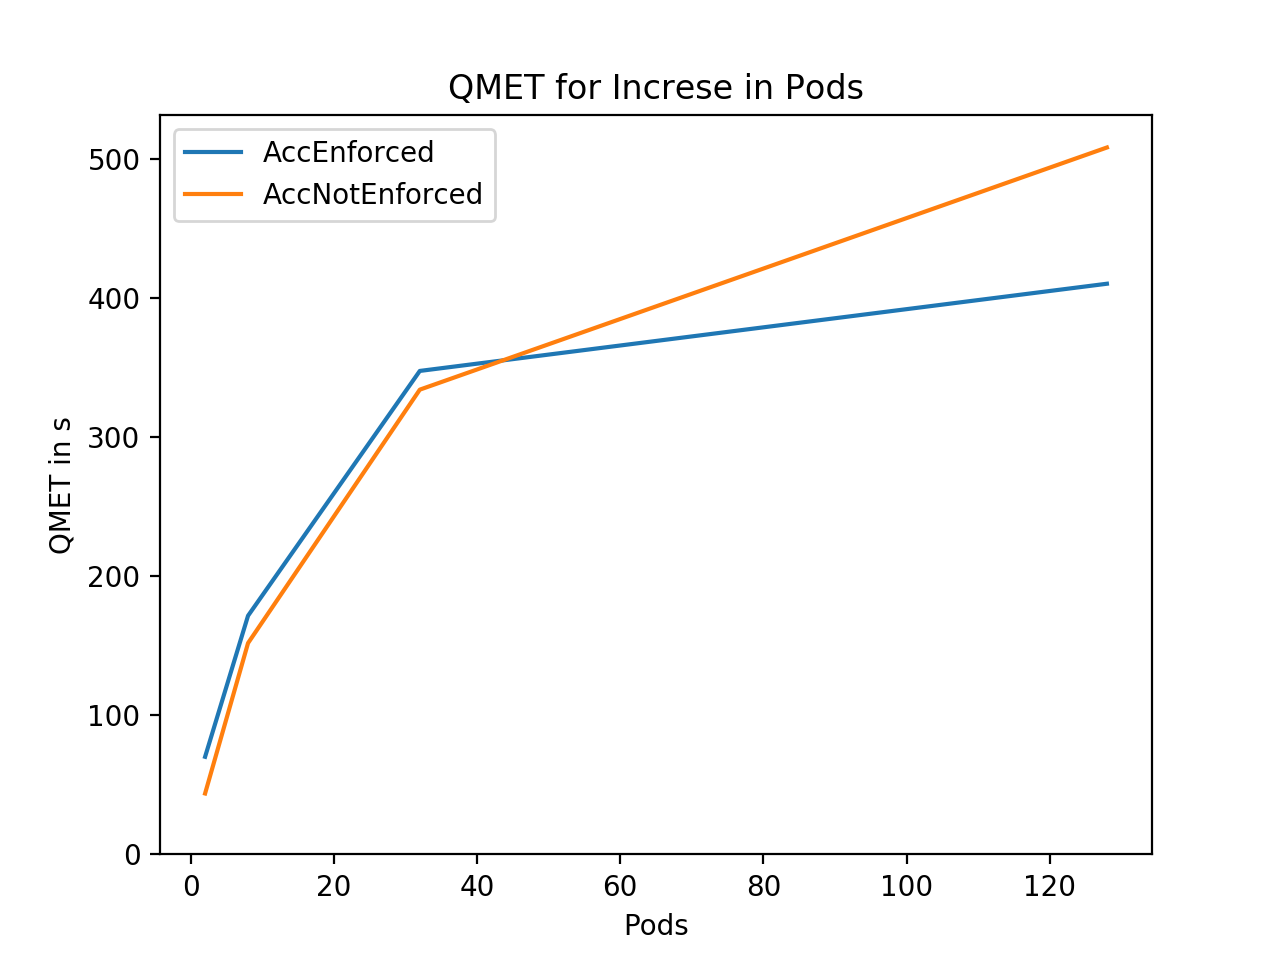 QMET for Increse in Pods
AccEnforced
AccNotEnforced
500
400
300
200
100
0
QMET in s
0 20 40 60 80 100 120
Pods